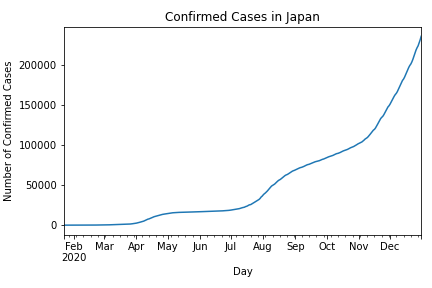 Confirmed Cases in Japan
Number of Confirmed Cases
200000
150000
100000
50000
0
Feb Mar Apr May Jun Jul Aug Sep Oct Nov Dec
2020
Day